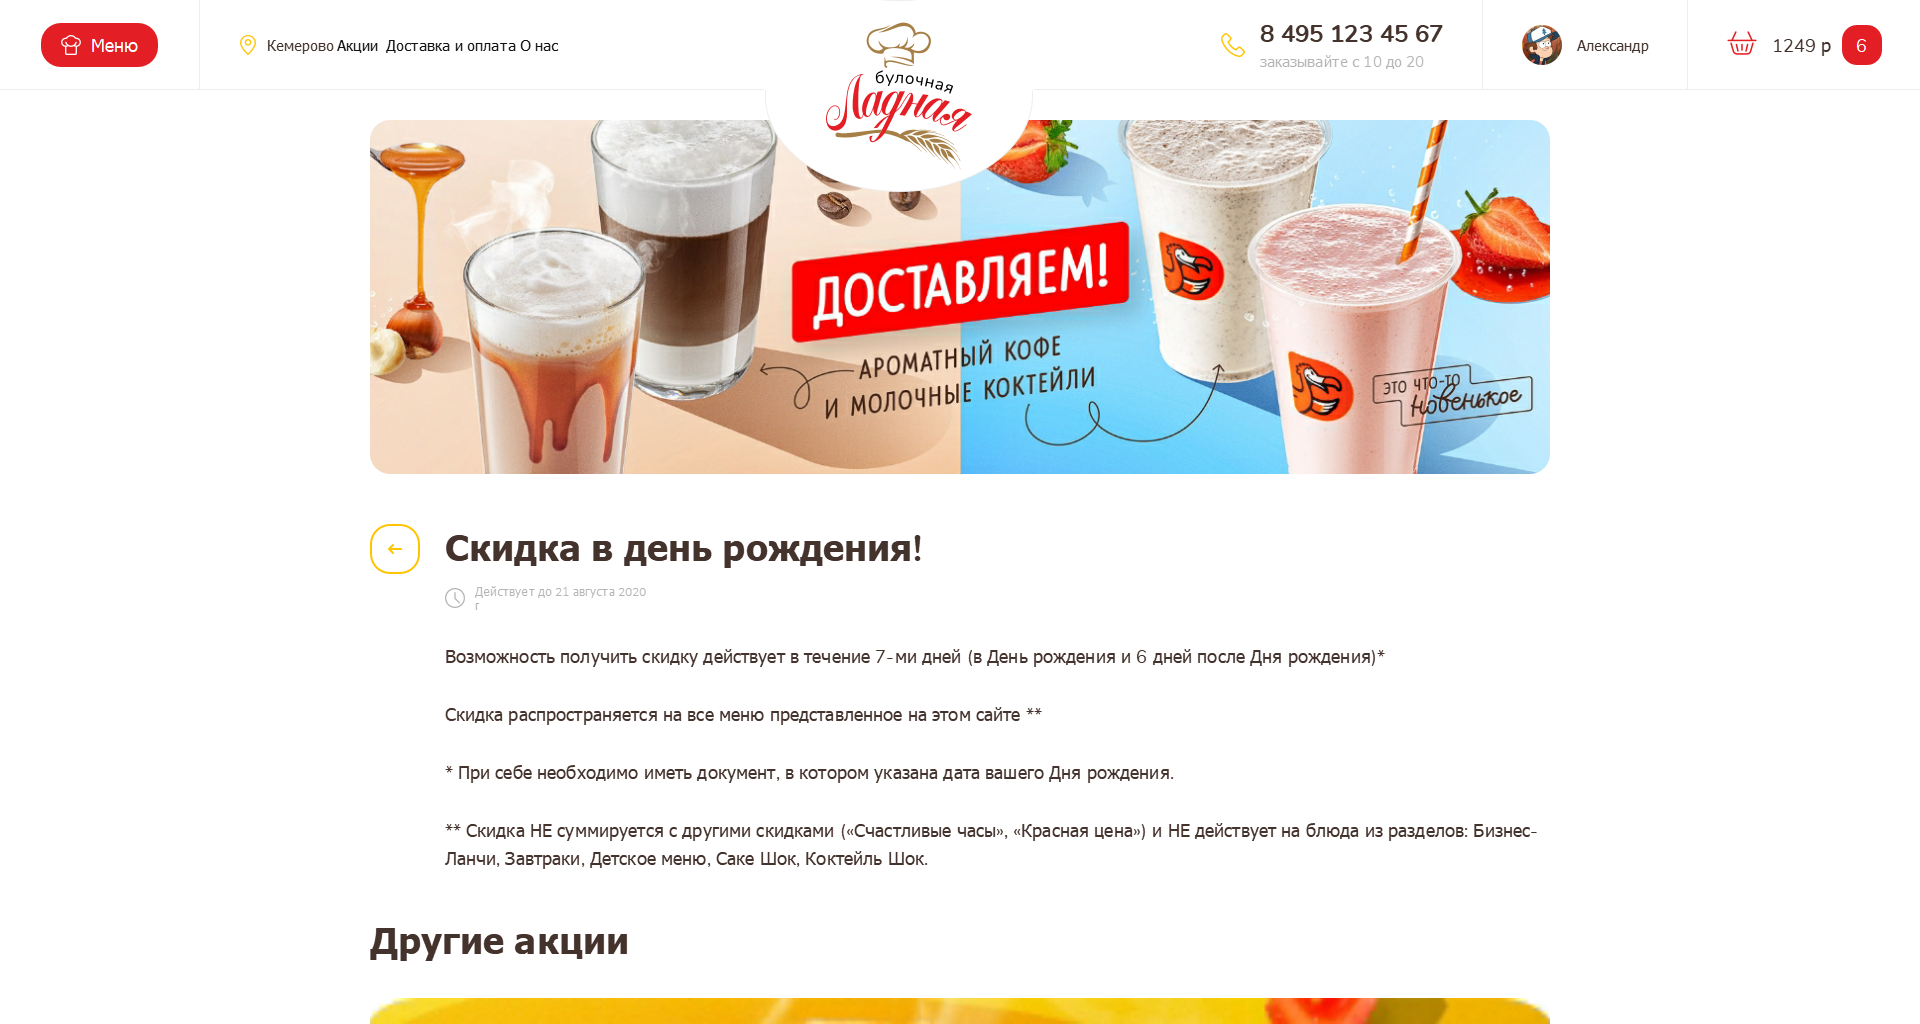 Меню
Кемерово Акции Доставка и оплата О нас
булочная
Ладная
8 495 123 45 67
заказывайте с 10 до 20
Александр
1249 р 6
ДОСТАВЛЯЕМ!
АРОМАТНЫЙ КОФЕ
И МОЛОЧНЫЕ КОКТЕЙЛИ
ЭТО ЧТО-ТО
новенькое
Скидка в день рождения!
Действует до 21 августа 2020
г
Возможность получить скидку действует в течение 7-ми дней (в День рождения и 6 дней после Дня рождения)*
Скидка распространяется на все меню представленное на этом сайте **
* При себе необходимо иметь документ, в котором указана дата вашего Дня рождения.
** Скидка НЕ суммируется с другими скидками («Счастливые часы», «Красная цена») и НЕ действует на блюда из разделов: Бизнес-
Ланчи, Завтраки, Детское меню, Саке Шок, Коктейль Шок.
Другие акции